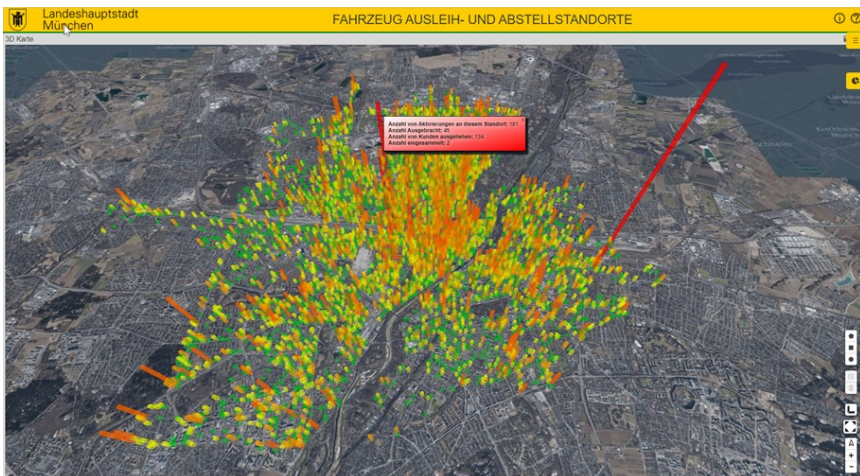 Landeshauptstadt
München
FAHRZEUG AUSLEIH- UND ABSTELLSTANDORTE
3D Karte
Anzahl von Aktivierungen an diesem Standort: 181
Anzahl Ausgebracht: 45
Anzahl von Kunden ausgeliehen: 134
Anzahl eingesammelt: 2
A
+
-